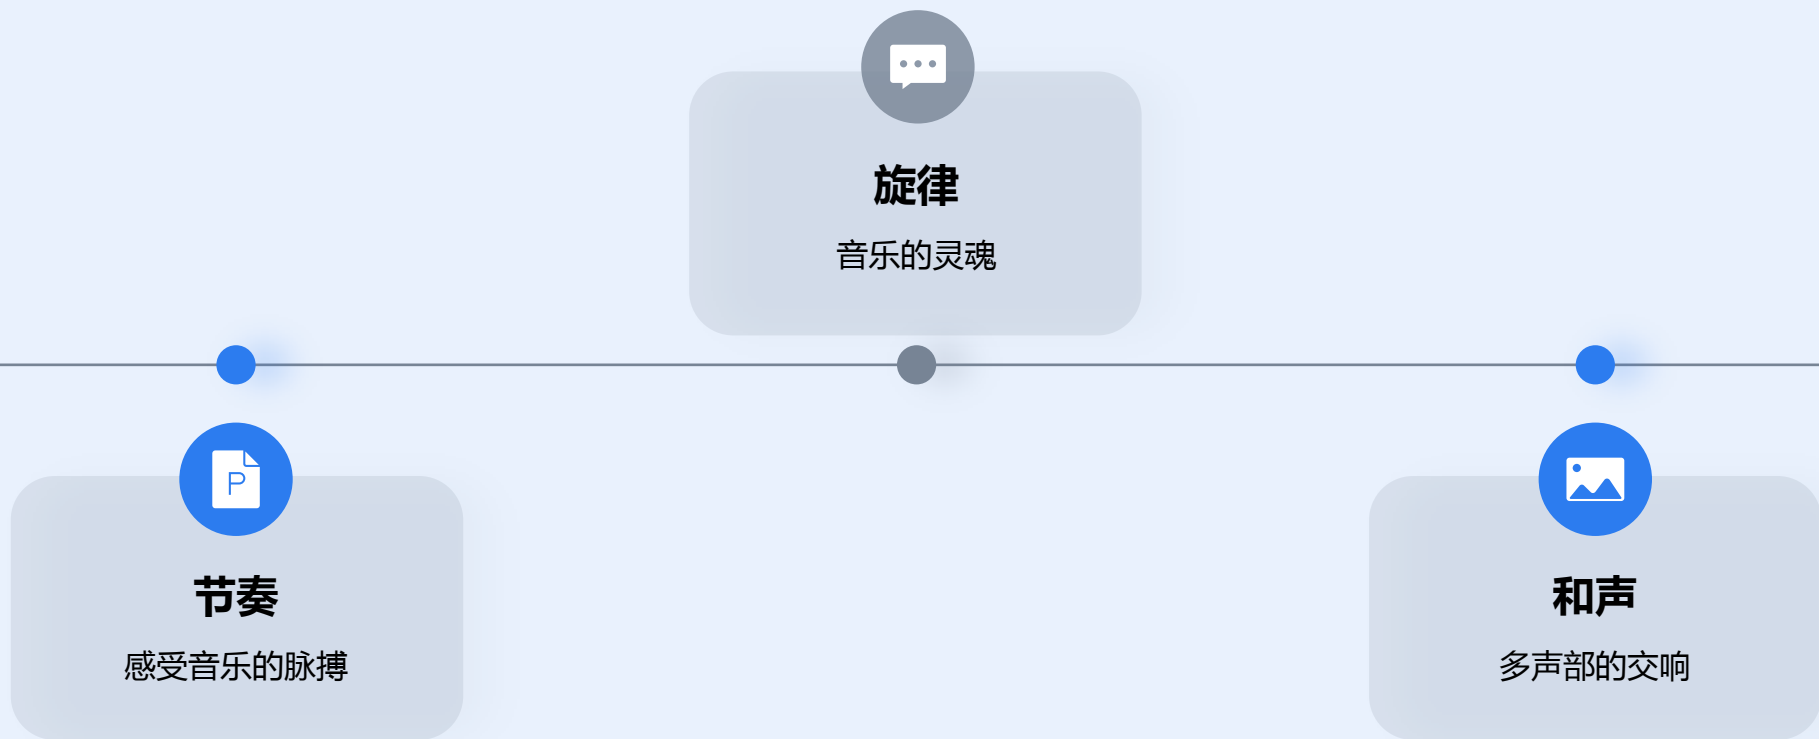 旋律
音乐的灵魂
P
节奏
感受音乐的脉搏
和声
多声部的交响